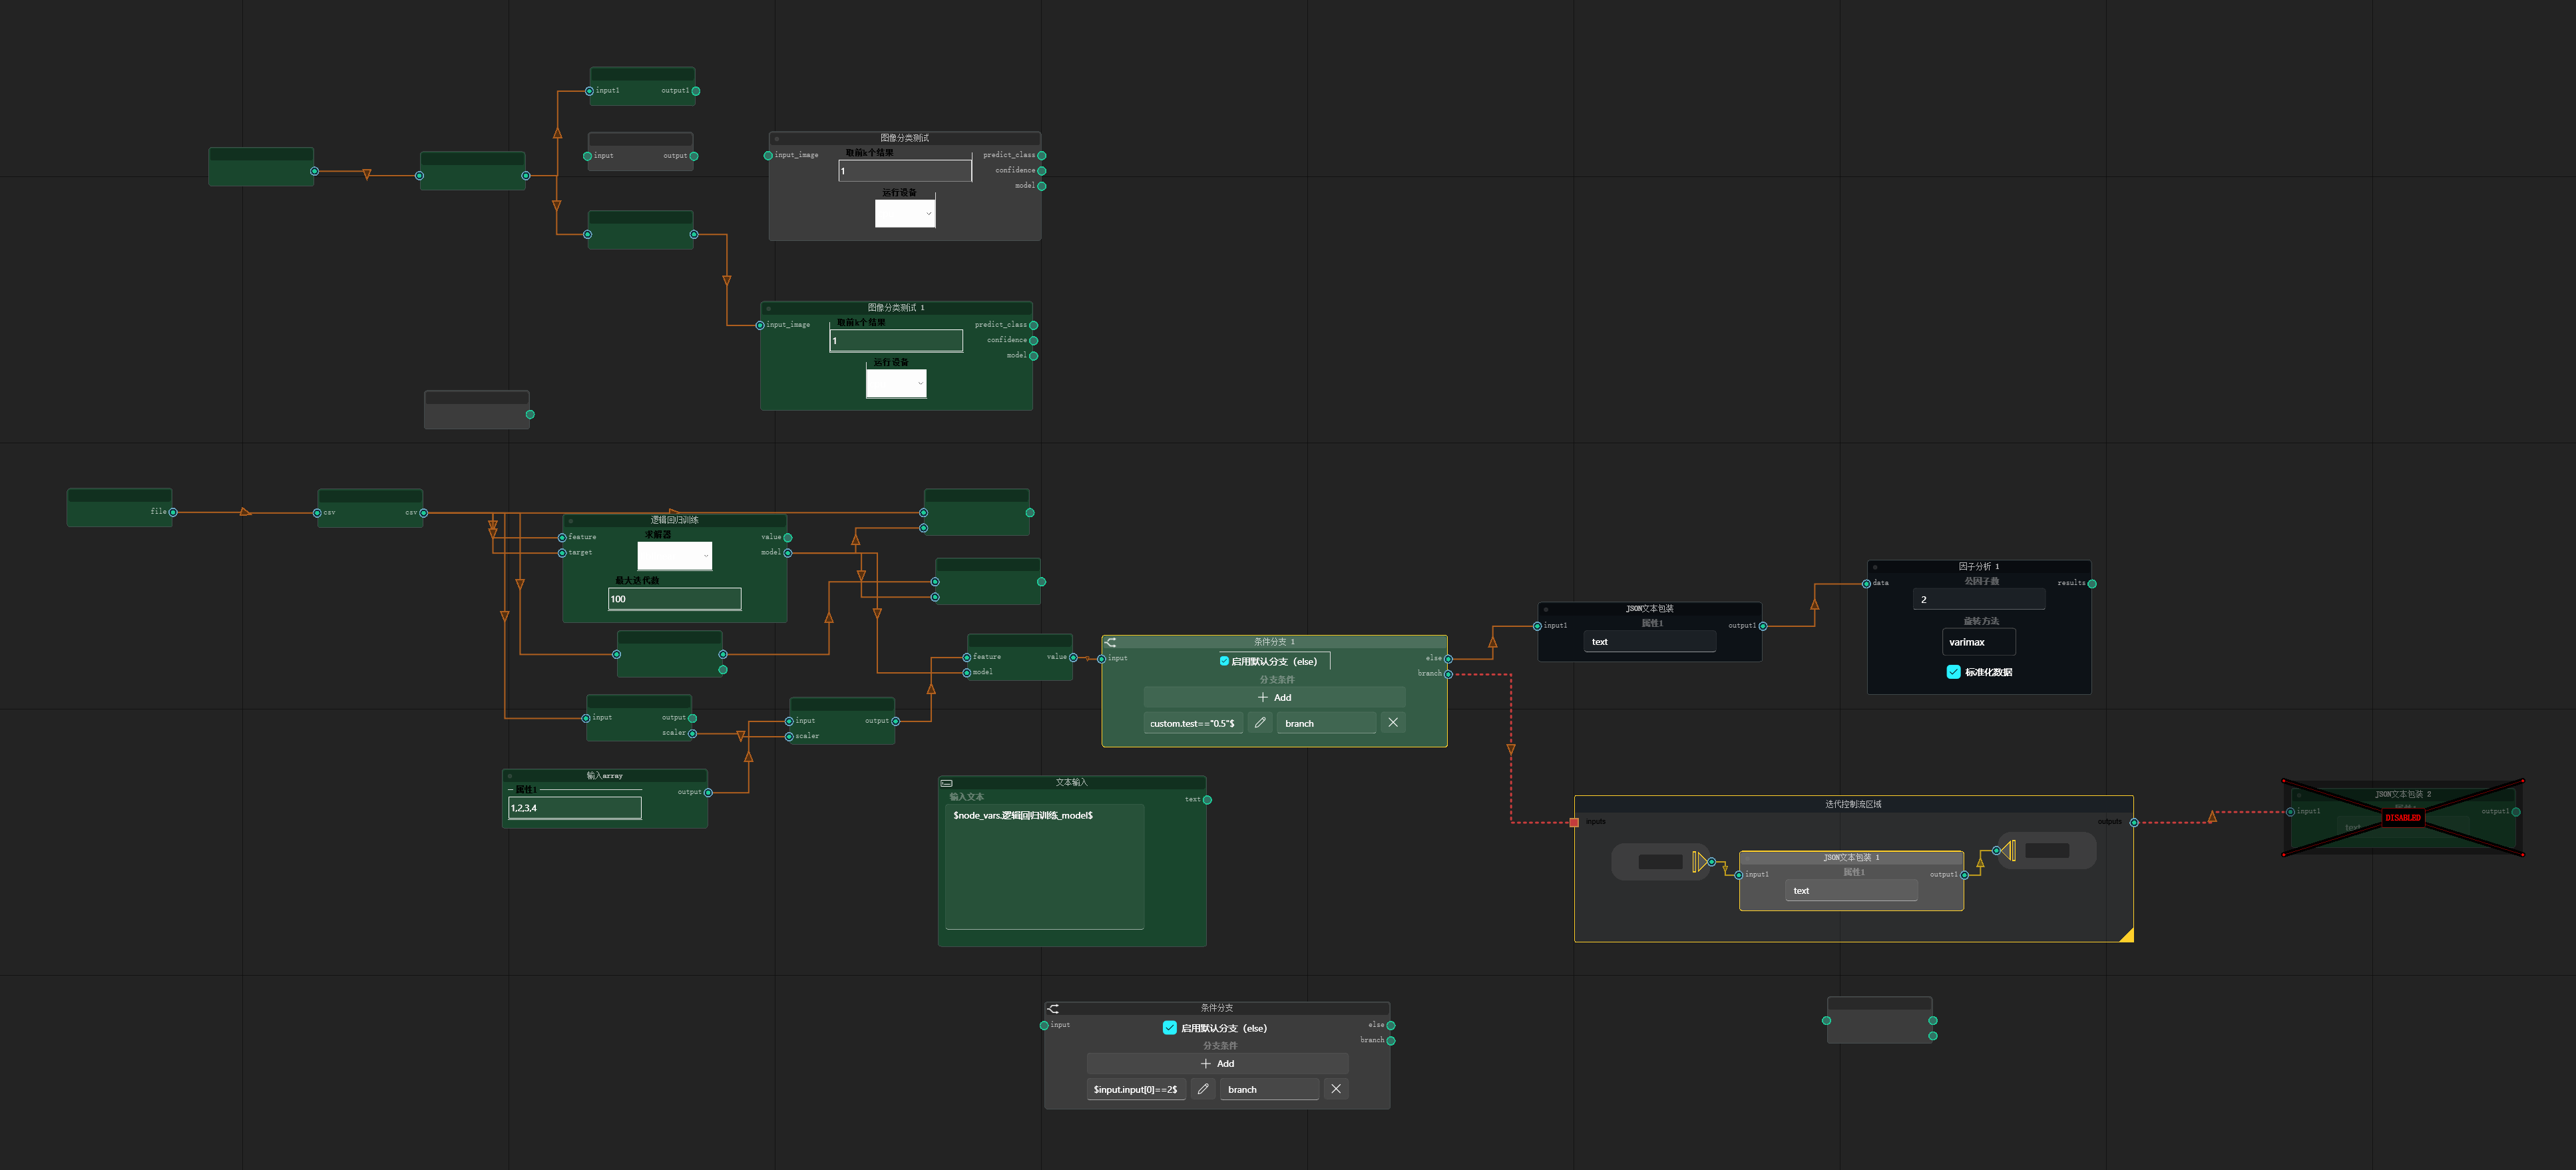 input1 output1
input output
图像分类测试
input_image 取前k个结果 predict_class
1 confidence
model
运行设备
图像分类测试 1
input_image 取前k个结果 predict_class
1 confidence
model
运行设备
file
csv csv
逻辑回归训练
feature 求解器 value
target model
最大迭代数
100
feature value
model
input output
scaler
input output
scaler
输入array
属性1 output
1,2,3,4
条件分支 1
input 启用默认分支（else） else
branch
分支条件
Add
custom.test=="0.5"$ branch
JSON文本包装
input1 属性1 output1
text
因子分析 1
data 公因子数 results
2
旋转方法
varimax
标准化数据
文本输入
输入文本 text
$node_vars.逻辑回归训练_model$
迭代控制流区域
inputs outputs
JSON文本包装 1
input1 属性1 output1
text
JSON文本包装 2
input1 output1
DISABLED
text
条件分支
input 启用默认分支（else） else
branch
分支条件
Add
$input.input[0]==2$ branch